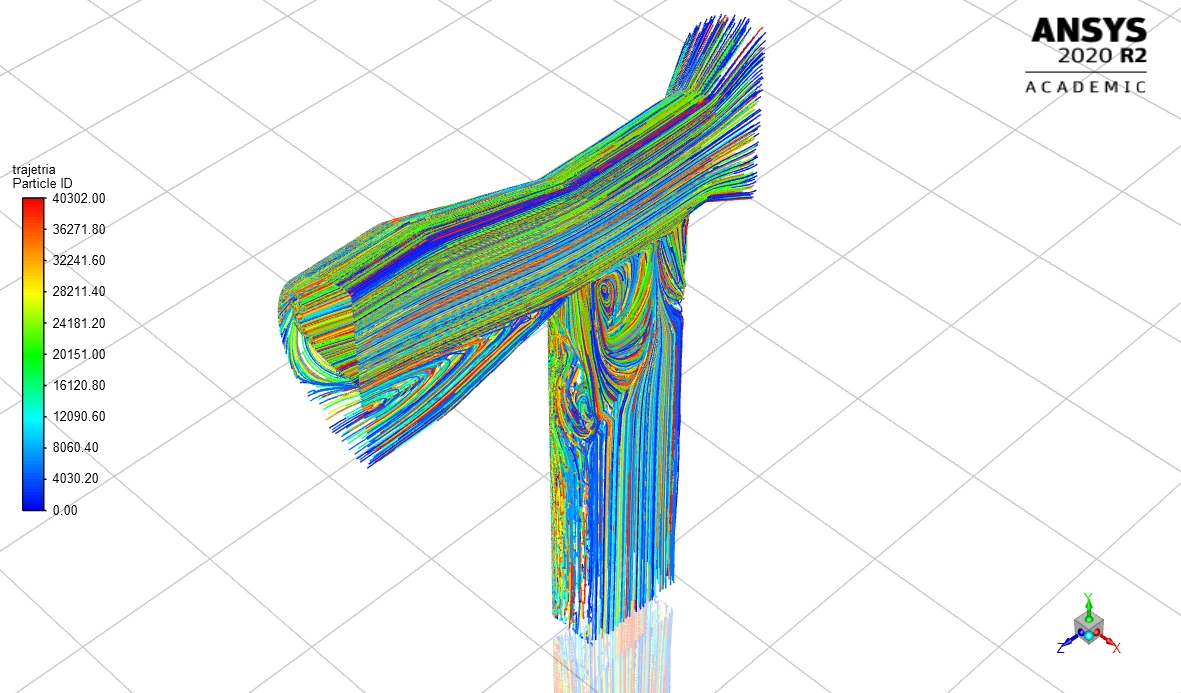 ANSYS
2020 R2
ACADEMIC
trajetria
Particle ID
40302.00
36271.80
32241.60
28211.40
24181.20
20151.00
16120.80
12090.60
8060.40
4030.20
0.00
Y
Z
X